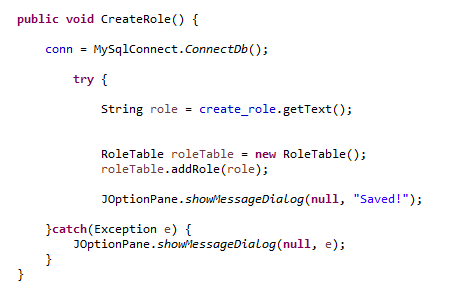 public void CreateRole() {
conn = MySqlConnect.ConnectDb();
try {
String role = create_role.getText();
RoleTable roleTable = new RoleTable();
roleTable.addRole(role);
JOptionPane.showMessageDialog(null, "Saved!");
}catch(Exception e) {
JOptionPane.showMessageDialog(null, e);
}
}